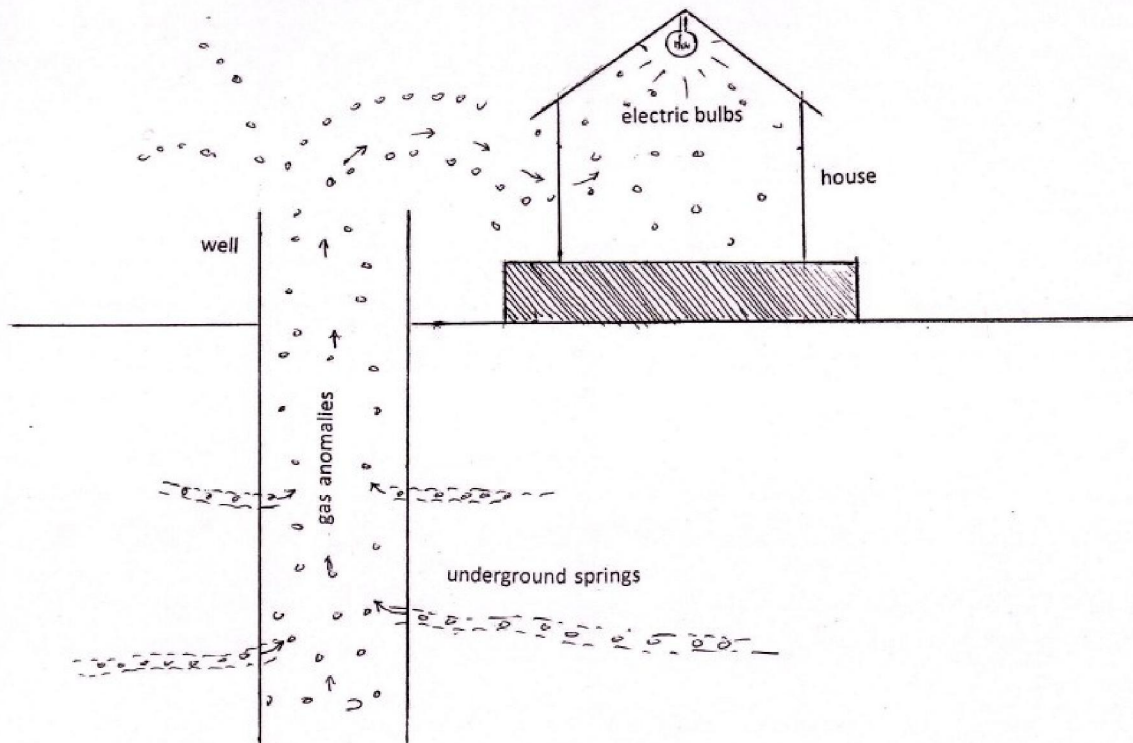 electric bulbs
house
well
gas anomalies
underground springs